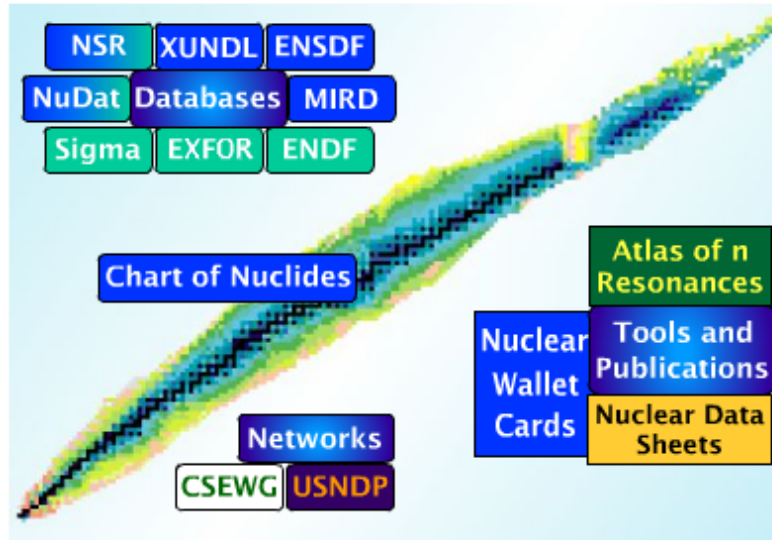 NSR
XUNDL
ENSDF
NuDat
Databases
MIRD
Sigma
EXFOR
ENDF
Chart of Nuclides
Atlas of n
Resonances
Nuclear
Wallet
Cards
Tools and
Publications
Nuclear Data
Sheets
Networks
CSEWG
USNDP